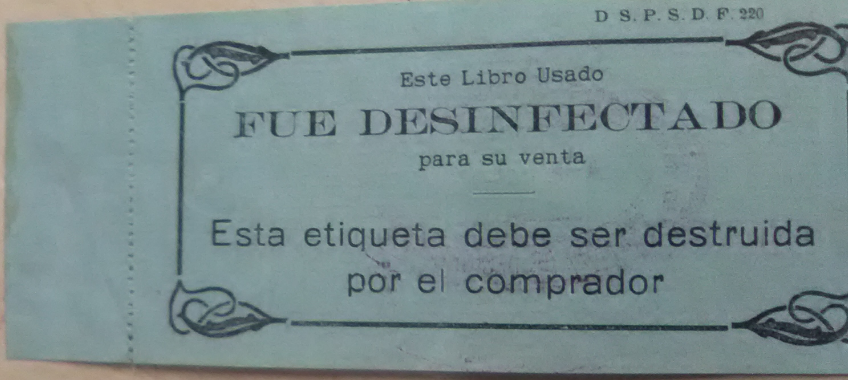 D S. P. S. D. F. 220
Este Libro Usado
FUE DESINFECTADO
para su venta
Esta etiqueta debe ser destruida
por el comprador